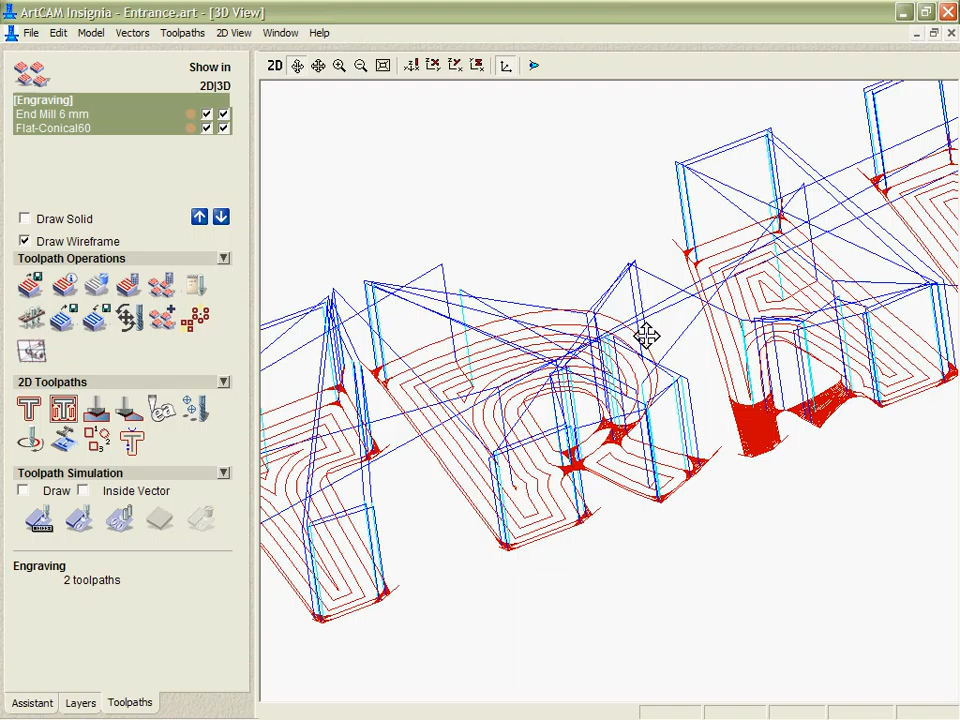 ArtCAM Insignia - Entrance.art - [3D View]
File Edit Model Vectors Toolpaths 2D View Window Help
Show in
2D|3D
[Engraving]
End Mill 6 mm
Flat-Conical60
Draw Solid
Draw Wireframe
Toolpath Operations
2D Toolpaths
Toolpath Simulation
Draw Inside Vector
Engraving
2 toolpaths
Assistant Layers Toolpaths
2D